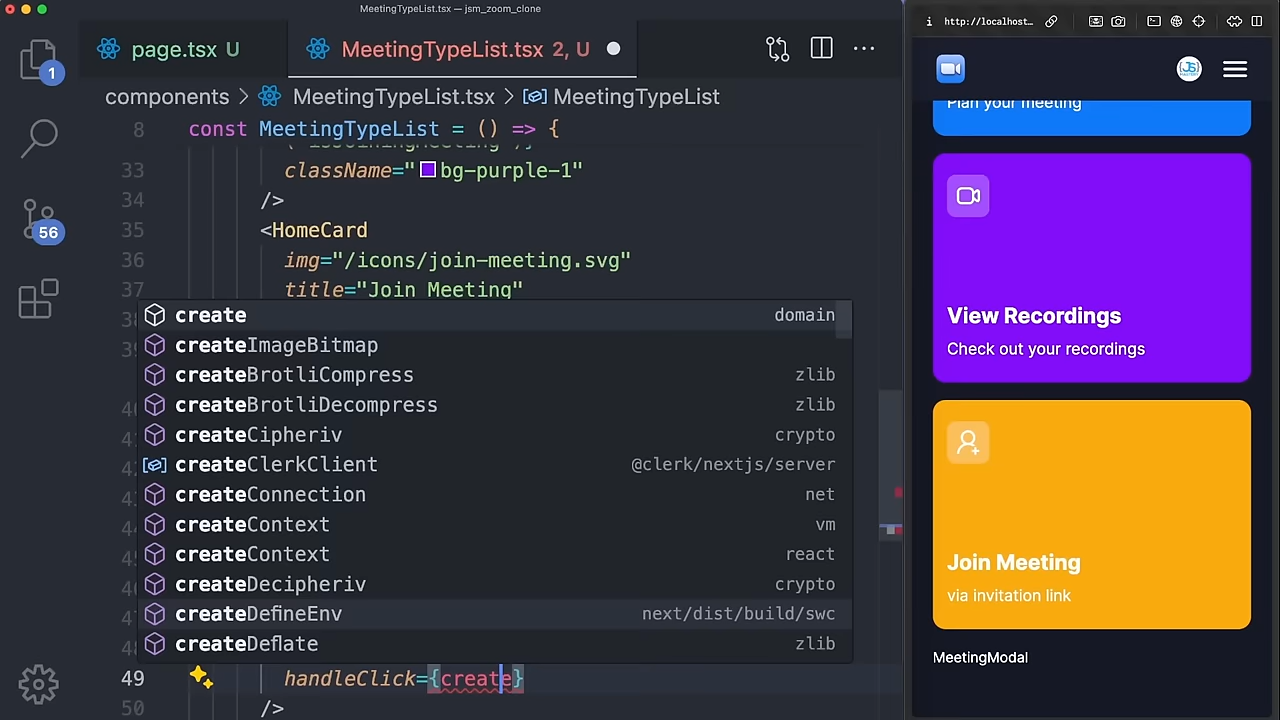 MeetingTypeList.tsx — jsm_zoom_clone
page.tsx U
MeetingTypeList.tsx 2, U
components > MeetingTypeList.tsx > MeetingTypeList
8 const MeetingTypeList = () => {
33 className="bg-purple-1"
34 />
35 <HomeCard
36 img="/icons/join-meeting.svg"
37 title="Join Meeting"
create domain
createImageBitmap
createBrotliCompress zlib
createBrotliDecompress zlib
createCipheriv crypto
createClerkClient @clerk/nextjs/server
createConnection net
createContext vm
createContext react
createDecipheriv crypto
createDefineEnv next/dist/build/swc
createDeflate zlib
49 handleClick={create}
50 />
1
56
http://localhost...
Plan your meeting
View Recordings
Check out your recordings
Join Meeting
via invitation link
MeetingModal